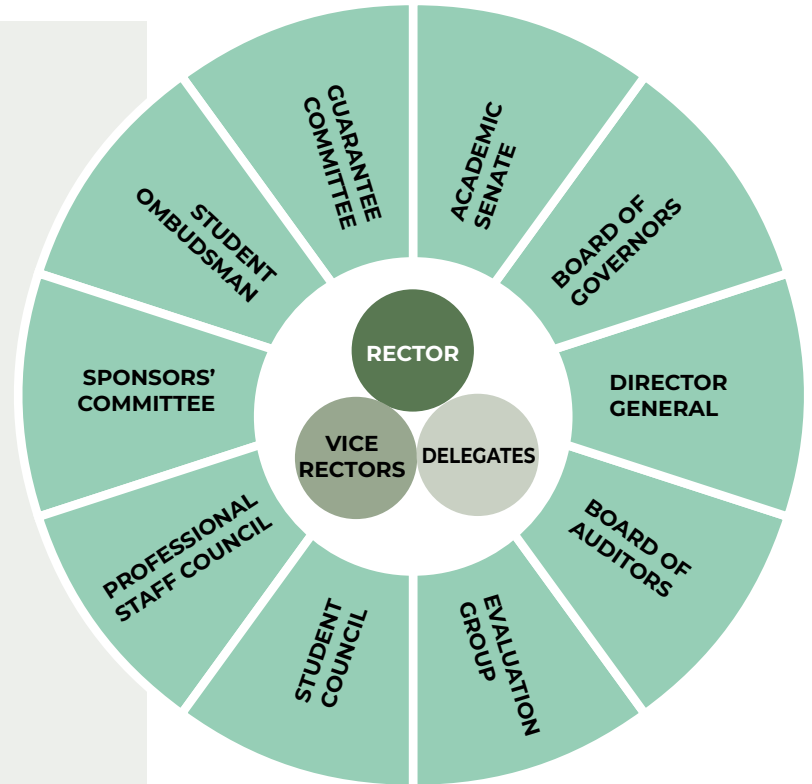 GUARANTEE
COMMITTEE
ACADEMIC
SENATE
STUDENT
OMBUDSMAN
BOARD OF
GOVERNORS
SPONSORS’
COMMITTEE
RECTOR
DIRECTOR
GENERAL
VICE
RECTORS
DELEGATES
PROFESSIONAL
STAFF COUNCIL
BOARD OF
AUDITORS
STUDENT
COUNCIL
EVALUATION
GROUP